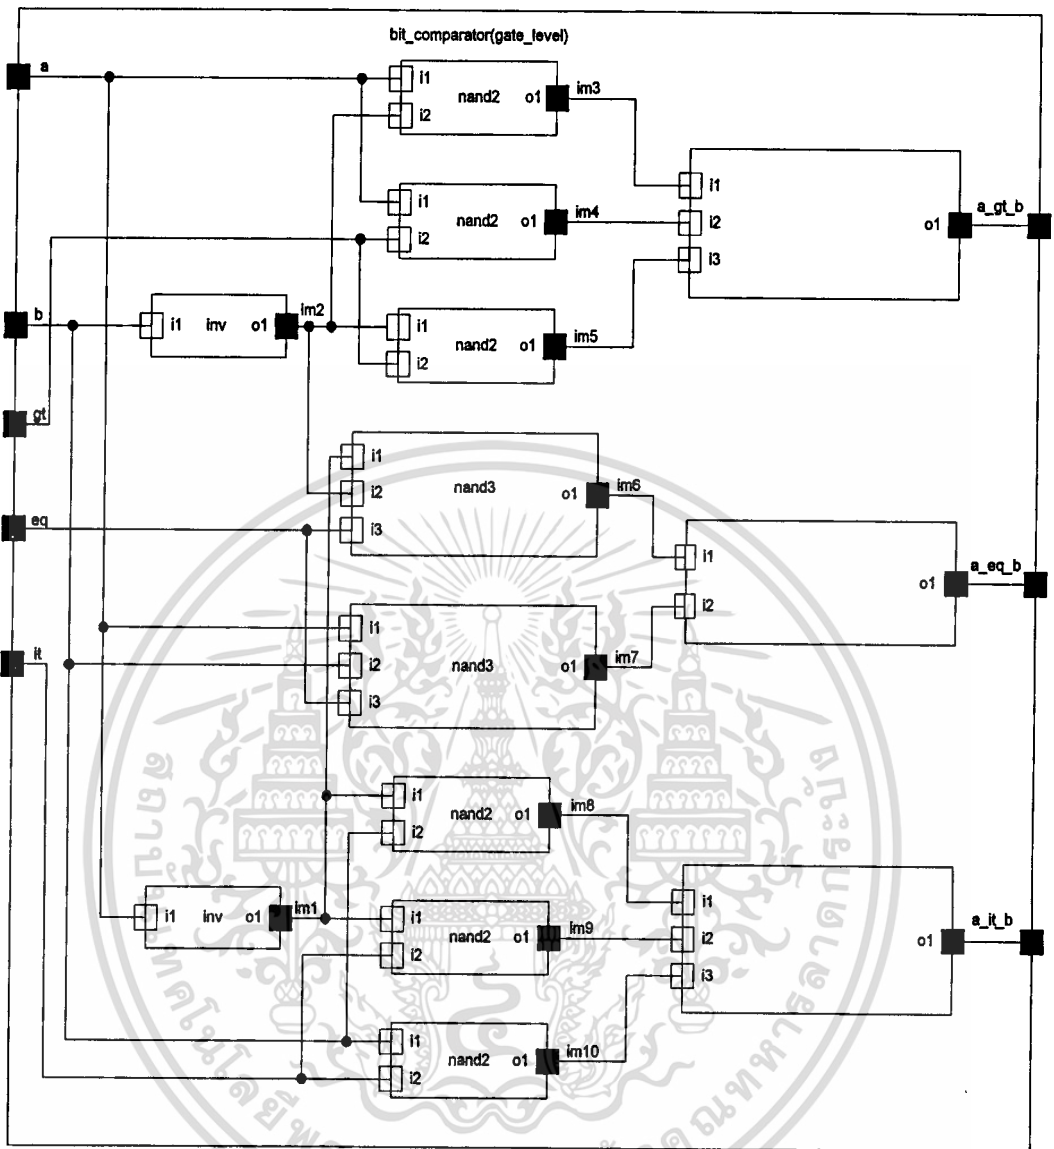 bit_comparator(gate_level)
a
i1
nand2
o1
im3
i2
i1
nand2
o1
im4
i2
i1
i2
i3
o1
a_gt_b
b
i1
inv
o1
im2
i1
nand2
o1
im5
i2
gt
i1
i2
nand3
o1
im6
i3
eq
i1
i2
o1
a_eq_b
it
i1
i2
nand3
o1
im7
i3
i1
nand2
o1
im8
i2
i1
inv
o1
im1
i1
nand2
o1
im9
i2
i1
i2
i3
o1
a_it_b
i1
nand2
o1
im10
i2